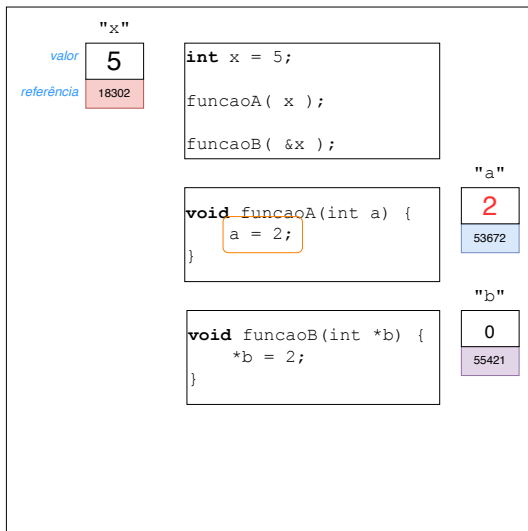 "x"
valor 5
referência 18302
int x = 5;
funcaoA( x );
funcaoB( &x );
"a"
2
53672
void funcaoA(int a) {
a = 2;
}
"b"
0
55421
void funcaoB(int *b) {
*b = 2;
}